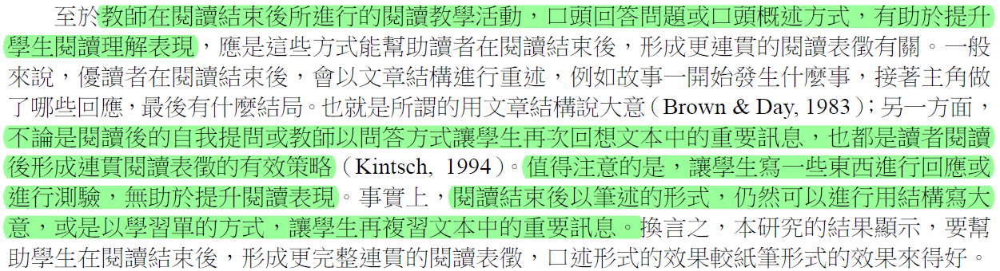 至於教師在閱讀結束後所進行的閱讀教學活動，口頭回答問題或口頭概述方式，有助於提升
學生閱讀理解表現，應是這些方式能幫助讀者在閱讀結束後，形成更連貫的閱讀表徵有關。一般
來說，優讀者在閱讀結束後，會以文章結構進行重述，例如故事一開始發生什麼事，接著主角做
了哪些回應，最後有什麼結局。也就是所謂的用文章結構說大意（Brown & Day, 1983）；另一方面，
不論是閱讀後的自我提問或教師以問答方式讓學生再次回想文本中的重要訊息，也都是讀者閱讀
後形成連貫閱讀表徵的有效策略（Kintsch, 1994）。值得注意的是，讓學生寫一些東西進行回應或
進行測驗，無助於提升閱讀表現。事實上，閱讀結束後以筆述的形式，仍然可以進行用結構寫大
意，或是以學習單的方式，讓學生再複習文本中的重要訊息。換言之，本研究的結果顯示，要幫
助學生在閱讀結束後，形成更完整連貫的閱讀表徵，口述形式的效果較紙筆形式的效果來得好。